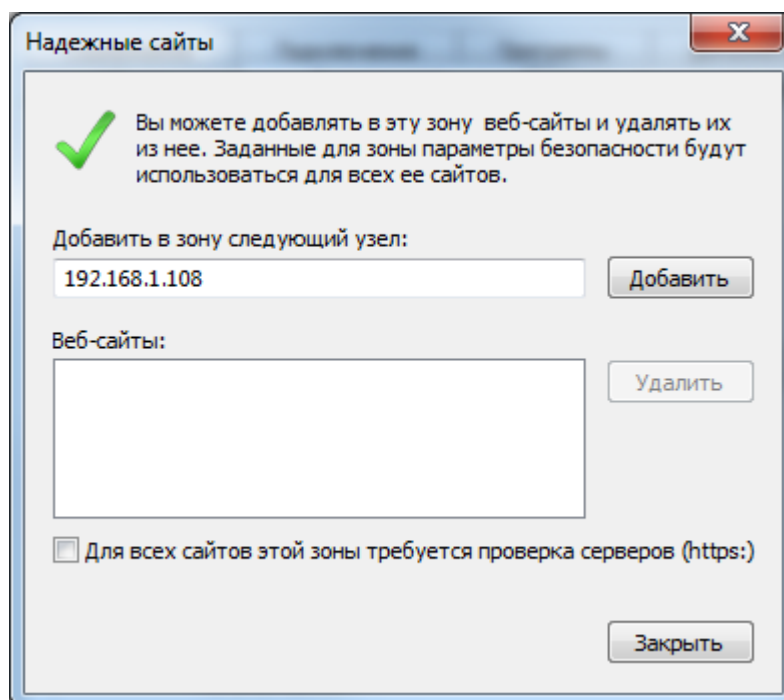 Надежные сайты
Вы можете добавлять в эту зону веб-сайты и удалять их
из нее. Заданные для зоны параметры безопасности будут
использоваться для всех ее сайтов.
Добавить в зону следующий узел:
192.168.1.108
Добавить
Веб-сайты:
Удалить
Для всех сайтов этой зоны требуется проверка серверов (https:)
Закрыть